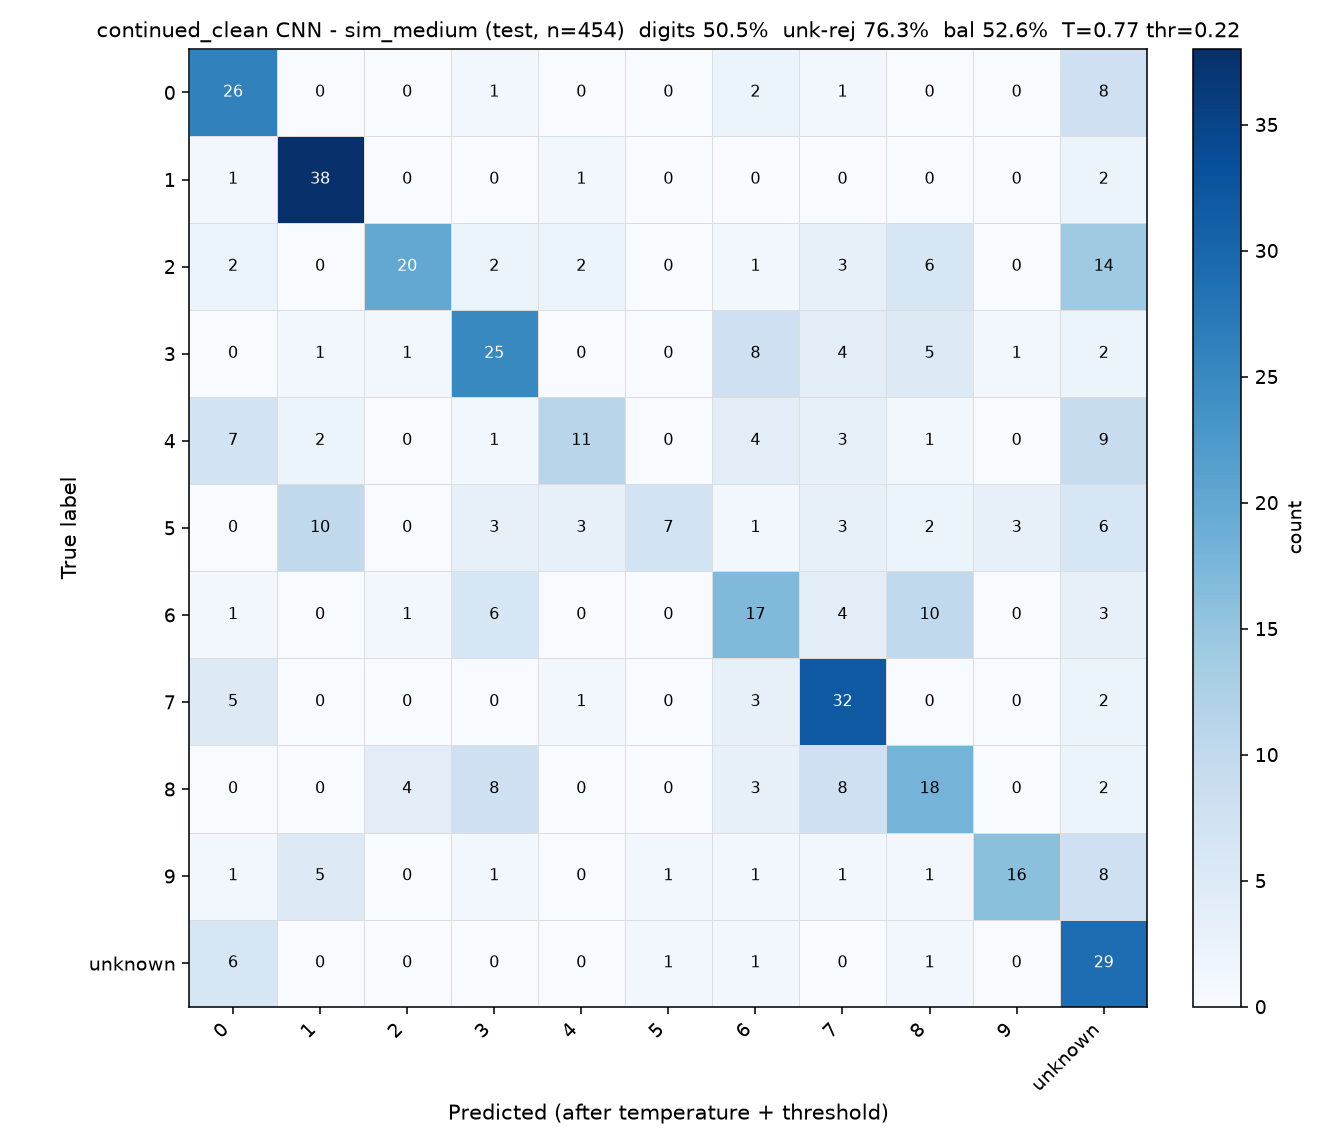 continued_clean CNN - sim_medium (test, n=454)  digits 50.5%  unk-rej 76.3%  bal 52.6%  T=0.77 thr=0.22
0 26 0 0 1 0 0 2 1 0 0 8
1 1 38 0 0 1 0 0 0 0 0 2
2 2 0 20 2 2 0 1 3 6 0 14
3 0 1 1 25 0 0 8 4 5 1 2
4 7 2 0 1 11 0 4 3 1 0 9
5 0 10 0 3 3 7 1 3 2 3 6
6 1 0 1 6 0 0 17 4 10 0 3
7 5 0 0 0 1 0 3 32 0 0 2
8 0 0 4 8 0 0 3 8 18 0 2
9 1 5 0 1 0 1 1 1 1 16 8
unknown 6 0 0 0 0 1 1 0 1 0 29
0 1 2 3 4 5 6 7 8 9 unknown
Predicted (after temperature + threshold)
True label
35
30
25
20
15
10
5
0
count